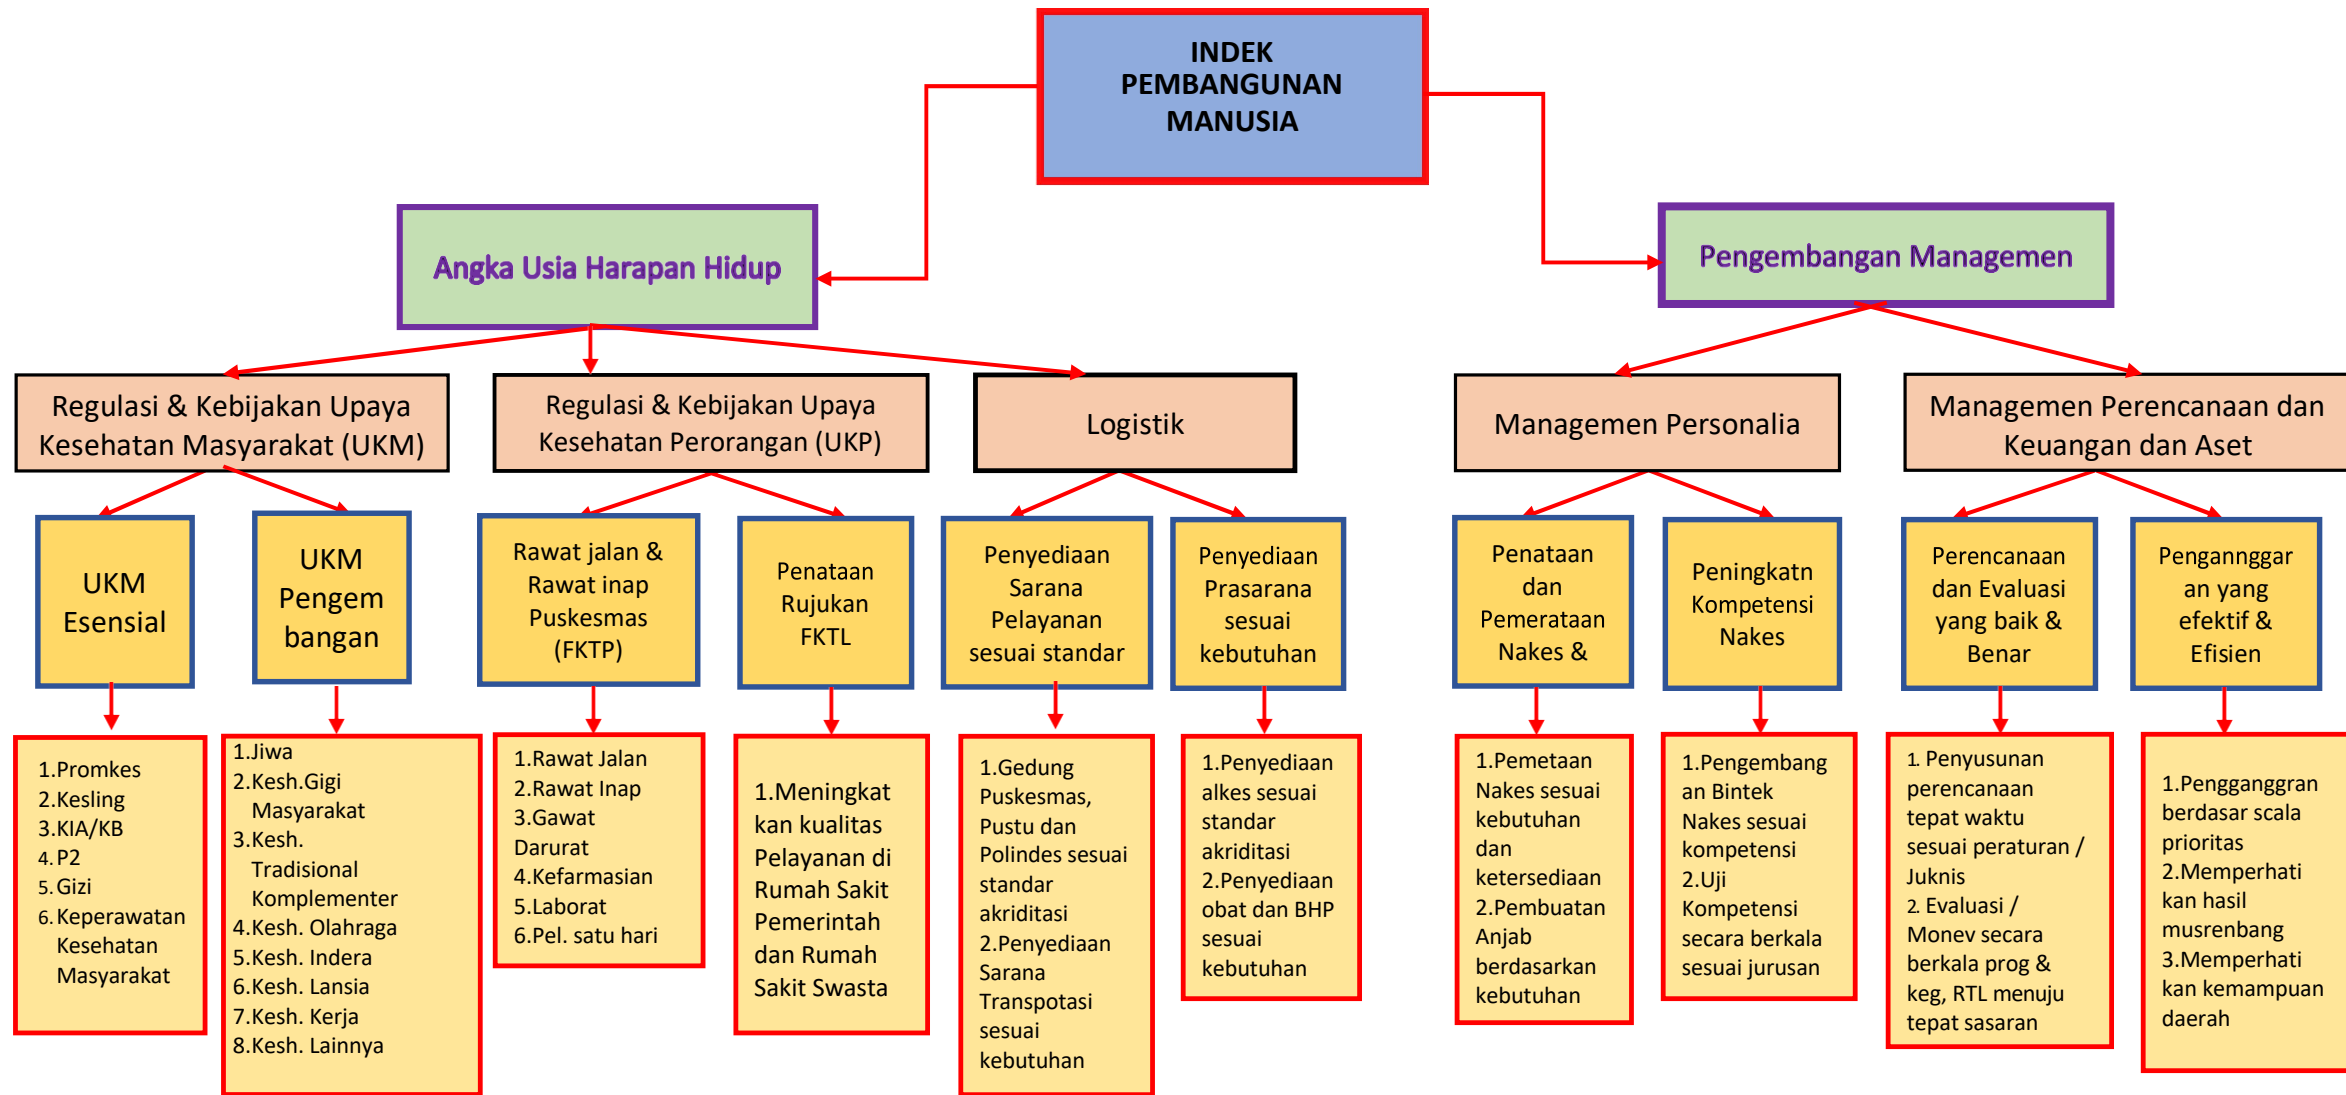 INDEK
PEMBANGUNAN
MANUSIA
Angka Usia Harapan Hidup
Pengembangan Managemen
Regulasi & Kebijakan Upaya
Kesehatan Masyarakat (UKM)
Regulasi & Kebijakan Upaya
Kesehatan Perorangan (UKP)
Logistik
Managemen Personalia
Managemen Perencanaan dan
Keuangan dan Aset
UKM
Esensial
UKM
Pengem
bangan
Rawat jalan &
Rawat inap
Puskesmas
(FKTP)
Penataan
Rujukan
FKTL
Penyediaan
Sarana
Pelayanan
sesuai standar
Penyediaan
Prasarana
sesuai
kebutuhan
Penataan
dan
Pemerataan
Nakes &
Peningkatn
Kompetensi
Nakes
Perencanaan
dan Evaluasi
yang baik &
Benar
Pengannggar
an yang
efektif &
Efisien
1.Promkes
2.Kesling
3.KIA/KB
4. P2
5. Gizi
6. Keperawatan
Kesehatan
Masyarakat
1.Jiwa
2.Kesh.Gigi
Masyarakat
3.Kesh.
Tradisional
Komplementer
4.Kesh. Olahraga
5.Kesh. Indera
6.Kesh. Lansia
7.Kesh. Kerja
8.Kesh. Lainnya
1.Rawat Jalan
2.Rawat Inap
3.Gawat
Darurat
4.Kefarmasian
5.Laborat
6.Pel. satu hari
1.Meningkat
kan kualitas
Pelayanan di
Rumah Sakit
Pemerintah
dan Rumah
Sakit Swasta
1.Gedung
Puskesmas,
Pustu dan
Polindes sesuai
standar
akriditasi
2.Penyediaan
Sarana
Transpotasi
sesuai
kebutuhan
1.Penyediaan
alkes sesuai
standar
akriditasi
2.Penyediaan
obat dan BHP
sesuai
kebutuhan
1.Pemetaan
Nakes sesuai
kebutuhan
dan
ketersediaan
2.Pembuatan
Anjab
berdasarkan
kebutuhan
1.Pengembang
an Bintek
Nakes sesuai
kompetensi
2.Uji
Kompetensi
secara berkala
sesuai jurusan
1. Penyusunan
perencanaan
tepat waktu
sesuai peraturan /
Juknis
2. Evaluasi /
Monev secara
berkala prog &
keg, RTL menuju
tepat sasaran
1.Pengganggran
berdasar scala
prioritas
2.Memperhati
kan hasil
musrenbang
3.Memperhati
kan kemampuan
daerah